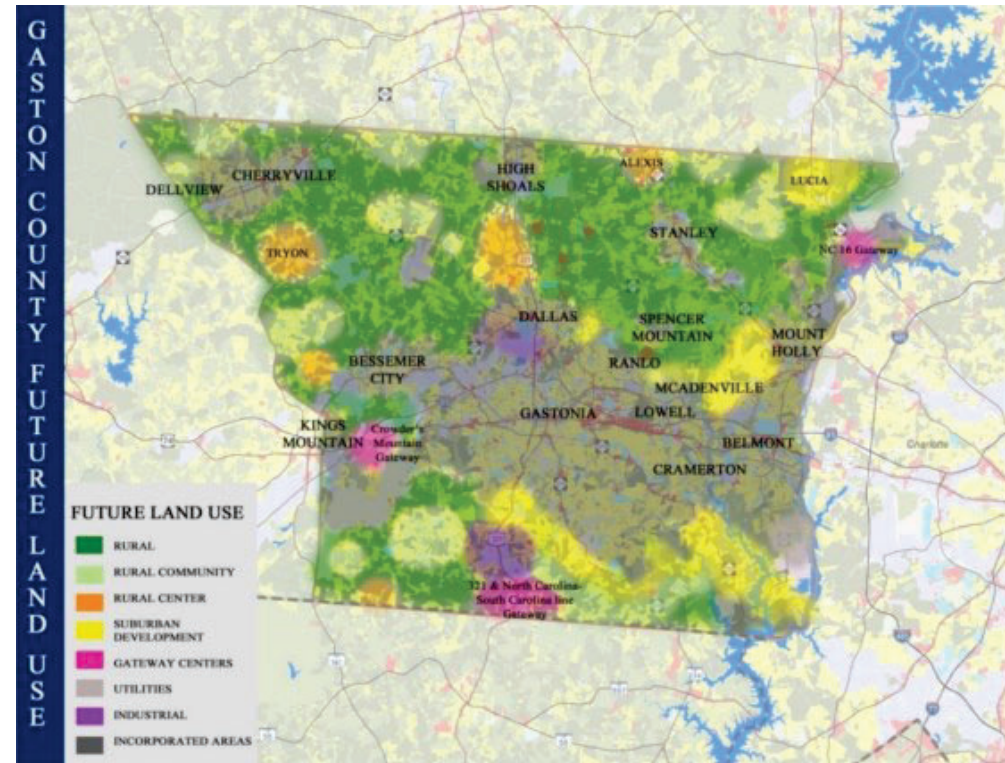 GASTON COUNTY FUTURE LAND USE
CHERRYVILLE
DELLVIEW
HIGH
SHOALS
ALEXIS
LUCIA
TRYON
STANLEY
NC 16 Gateway
DALLAS
SPENCER
MOUNTAIN
MOUNT
HOLLY
BESSEMER
CITY
RANLO
MCADENVILLE
GASTONIA
LOWELL
KINGS
MOUNTAIN
Crowder's
Mountain
Gateway
BELMONT
Charlotte
CRAMERTON
321 & North Carolina-
South Carolina line
Gateway
FUTURE LAND USE
RURAL
RURAL COMMUNITY
RURAL CENTER
SUBURBAN
DEVELOPMENT
GATEWAY CENTERS
UTILITIES
INDUSTRIAL
INCORPORATED AREAS